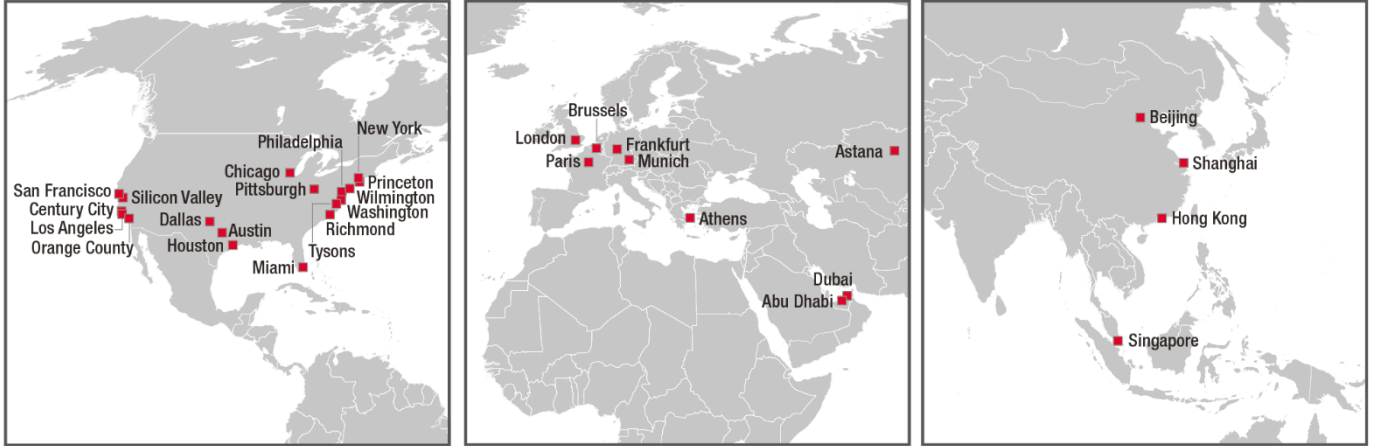 New York
Philadelphia
Chicago
Pittsburgh
Princeton
San Francisco
Silicon Valley
Wilmington
Century City
Washington
Los Angeles
Dallas
Richmond
Orange County
Austin
Houston
Tysons
Miami
Brussels
London
Frankfurt
Paris
Munich
Astana
Athens
Dubai
Abu Dhabi
Beijing
Shanghai
Hong Kong
Singapore